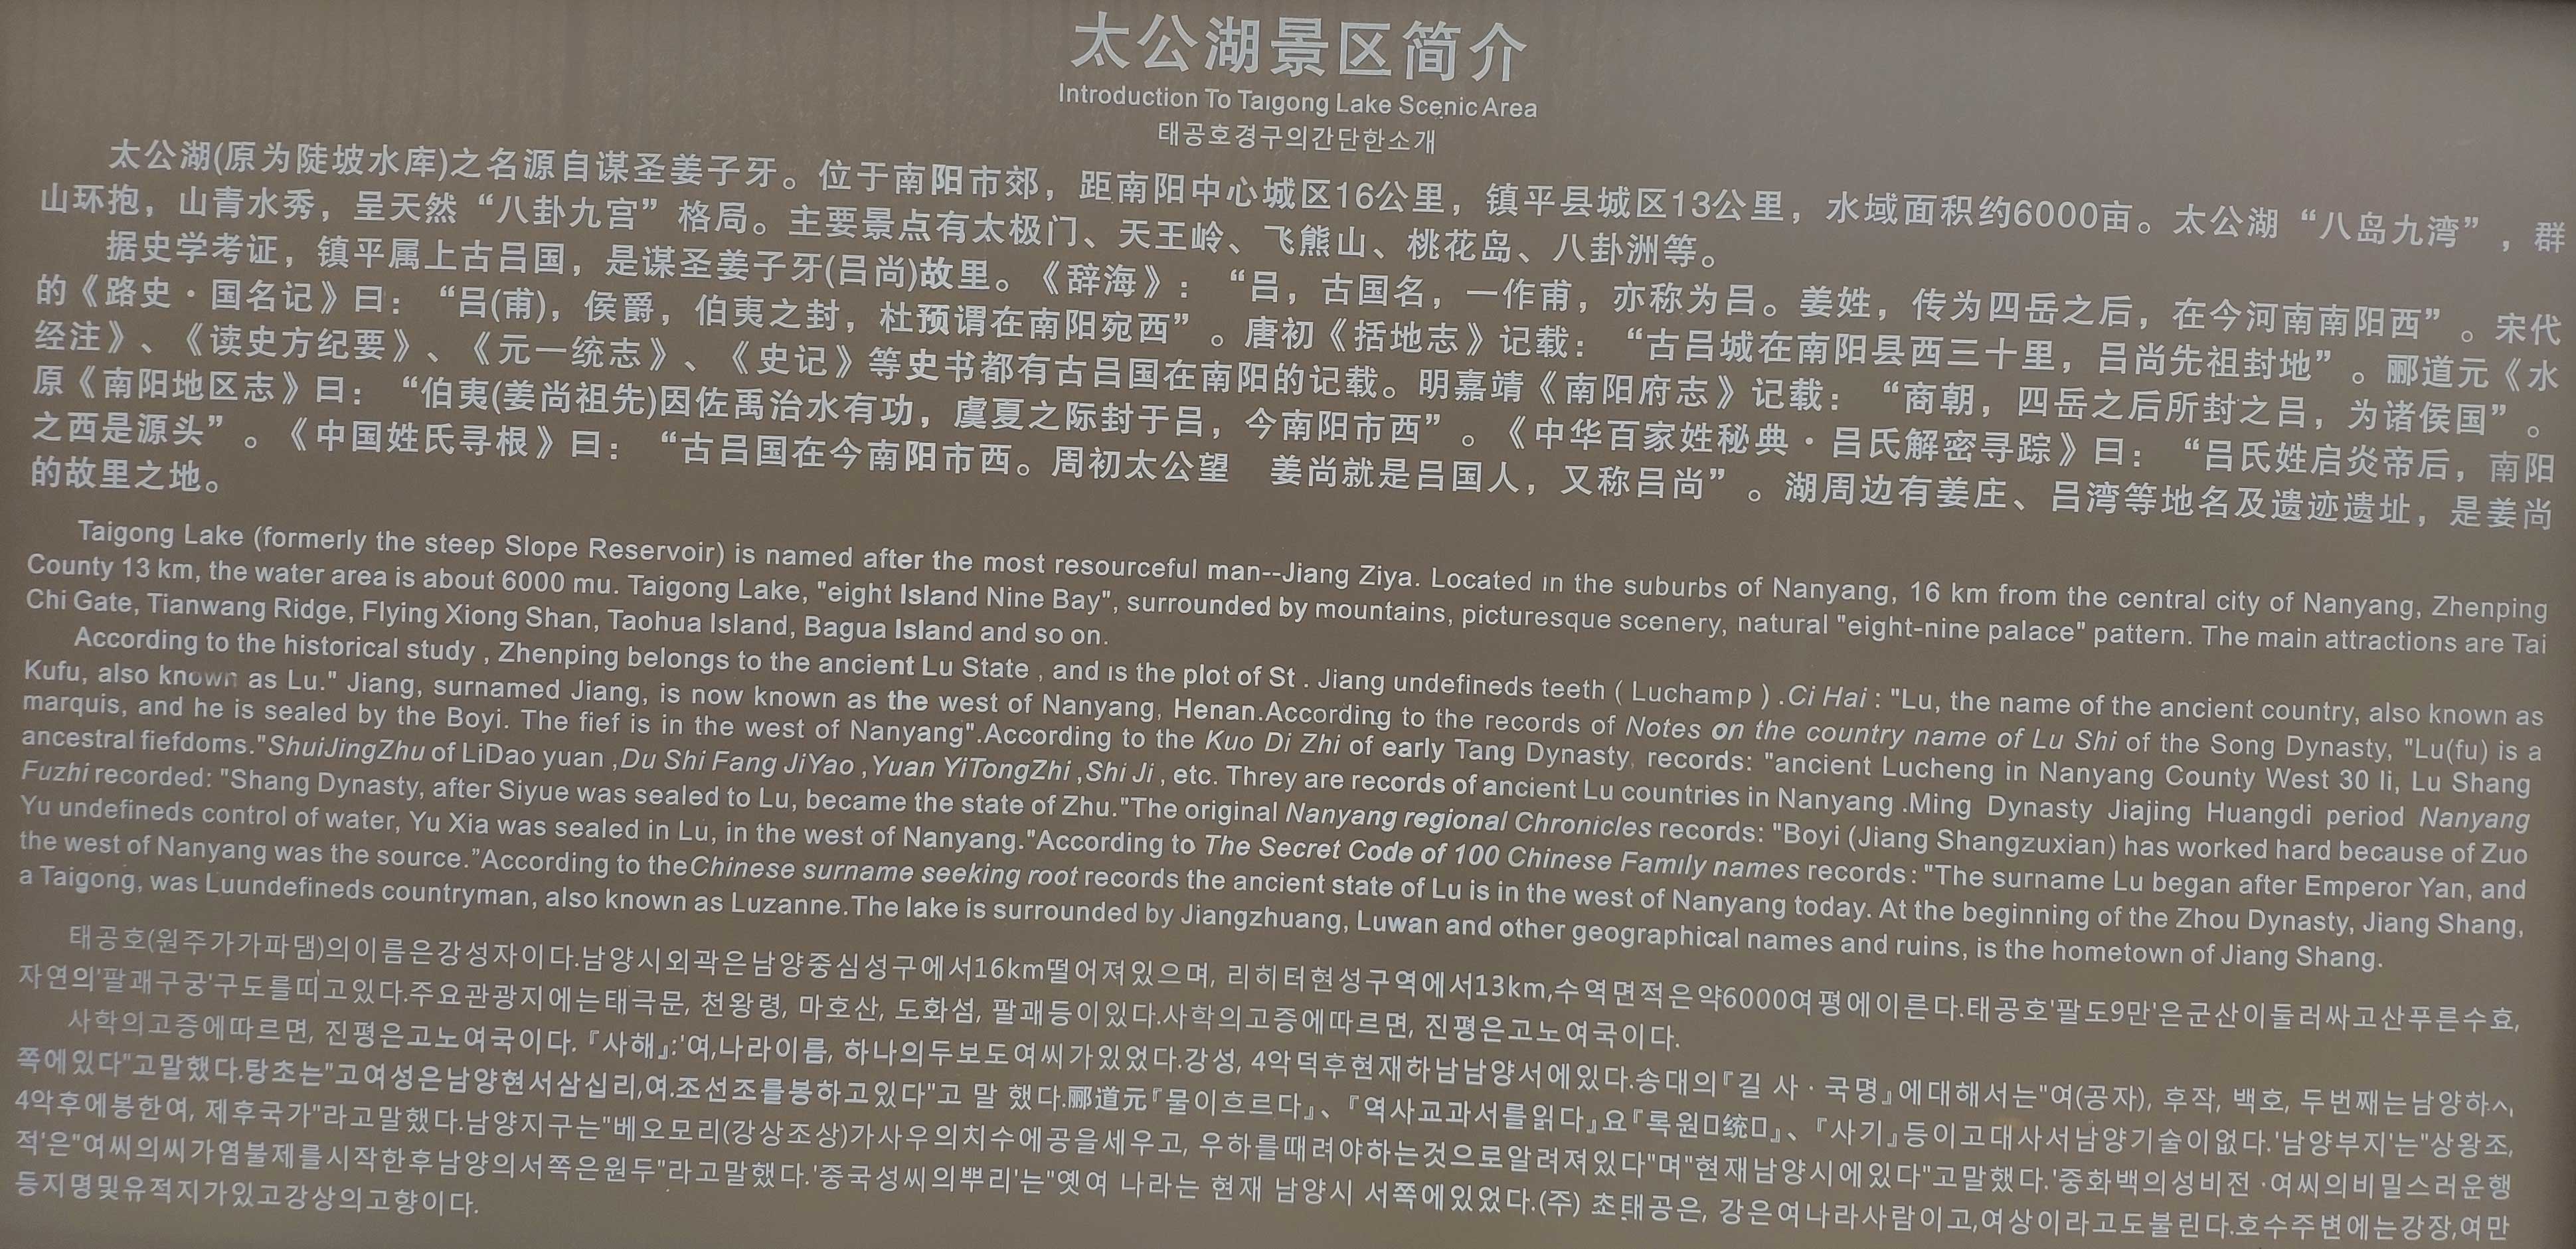 太公湖景区简介
Introduction To Taigong Lake Scenic Area
태공호경구의간단한소개
太公湖(原为陡坡水库)之名源自谋圣姜子牙。位于南阳市郊，距南阳中心城区16公里，镇平县城区13公里，水域面积约6000亩。太公湖“八岛九湾”，群
山环抱，山青水秀，呈天然“八卦九宫”格局。主要景点有太极门、天王岭、飞熊山、桃花岛、八卦洲等。
据史学考证，镇平属上古吕国，是谋圣姜子牙(吕尚)故里。《辞海》：“吕，古国名，一作甫，亦称为吕。姜姓，传为四岳之后，在今河南南阳西”。宋代
的《路史·国名记》曰：“吕(甫)，侯爵，伯夷之封，杜预谓在南阳宛西”。唐初《括地志》记载：“古吕城在南阳县西三十里，吕尚先祖封地”。郦道元《水
经注》、《读史方纪要》、《元一统志》、《史记》等史书都有古吕国在南阳的记载。明嘉靖《南阳府志》记载：“商朝，四岳之后所封之吕，为诸侯国”。
原《南阳地区志》曰：“伯夷(姜尚祖先)因佐禹治水有功，虞夏之际封于吕，今南阳市西”。《中华百家姓秘典·吕氏解密寻踪》曰：“吕氏姓启炎帝后，南阳
之西是源头”。《中国姓氏寻根》曰：“古吕国在今南阳市西。周初太公望 姜尚就是吕国人，又称吕尚”。湖周边有姜庄、吕湾等地名及遗迹遗址，是姜尚
的故里之地。
Taigong Lake (formerly the steep Slope Reservoir) is named after the most resourceful man--Jiang Ziya. Located in the suburbs of Nanyang, 16 km from the central city of Nanyang, Zhenping
County 13 km, the water area is about 6000 mu. Taigong Lake, "eight Island Nine Bay", surrounded by mountains, picturesque scenery, natural "eight-nine palace" pattern. The main attractions are Tai
Chi Gate, Tianwang Ridge, Flying Xiong Shan, Taohua Island, Bagua Island and so on.
According to the historical study , Zhenping belongs to the ancient Lu State , and is the plot of St . Jiang undefineds teeth ( Luchamp ) .Ci Hai : "Lu, the name of the ancient country, also known as
Kufu, also known as Lu." Jiang, surnamed Jiang, is now known as the west of Nanyang, Henan.According to the records of Notes on the country name of Lu Shi of the Song Dynasty, "Lu(fu) is a
marquis, and he is sealed by the Boyi. The fief is in the west of Nanyang".According to the Kuo Di Zhi of early Tang Dynasty, records: "ancient Lucheng in Nanyang County West 30 li, Lu Shang
ancestral fiefdoms."ShuiJingZhu of LiDao yuan ,Du Shi Fang JiYao ,Yuan YiTongZhi ,Shi Ji , etc. Threy are records of ancient Lu countries in Nanyang .Ming Dynasty Jiajing Huangdi period Nanyang
Fuzhi recorded: "Shang Dynasty, after Siyue was sealed to Lu, became the state of Zhu."The original Nanyang regional Chronicles records: "Boyi (Jiang Shangzuxian) has worked hard because of Zuo
Yu undefineds control of water, Yu Xia was sealed in Lu, in the west of Nanyang."According to The Secret Code of 100 Chinese Family names records: "The surname Lu began after Emperor Yan, and
the west of Nanyang was the source.”According to theChinese surname seeking root records the ancient state of Lu is in the west of Nanyang today. At the beginning of the Zhou Dynasty, Jiang Shang,
a Taigong, was Luundefineds countryman, also known as Luzanne.The lake is surrounded by Jiangzhuang, Luwan and other geographical names and ruins, is the hometown of Jiang Shang.
태공호(원주가가파댐)의이름은강성자이다.남양시외곽은남양중심성구에서16km떨어져있으며, 리히터현성구역에서13km,수역면적은약6000여평에이른다.태공호'팔도9만'은군산이둘러싸고산푸른수효,
자연의'팔괘구궁'구도를띠고있다.주요관광지에는태극문, 천왕령, 마호산, 도화섬, 팔괘등이있다.사학의고증에따르면, 진평은고노여국이다.
사학의고증에따르면, 진평은고노여국이다.『사해』:'여,나라이름, 하나의두보도여씨가있었다.강성, 4악덕후현재하남남양서에있다.송대의『길 사 · 국명』에대해서는"여(공자), 후작, 백호, 두번째는남양하시
쪽에있다"고말했다.탕초는"고여성은남양현서삼십리,여.조선조를봉하고있다"고 말 했다.郦道元『물이흐르다』、『역사교과서를읽다』요『록원▯统▯』、『사기』등이고대사서남양기술이없다.'남양부지'는"상왕조,
4악후에봉한여, 제후국가"라고말했다.남양지구는"베오모리(강상조상)가사우의치수에공을세우고, 우하를때려야하는것으로알려져있다"며"현재남양시에있다"고말했다.'중화백의성비전 ·여씨의비밀스러운행
적'은"여씨의씨가염불제를시작한후남양의서쪽은원두"라고말했다.'중국성씨의뿌리'는"옛여 나라는 현재 남양시 서쪽에있었다.(주) 초태공은, 강은여나라사람이고,여상이라고도불린다.호수주변에는강장,여만
등지명및유적지가있고강상의고향이다.